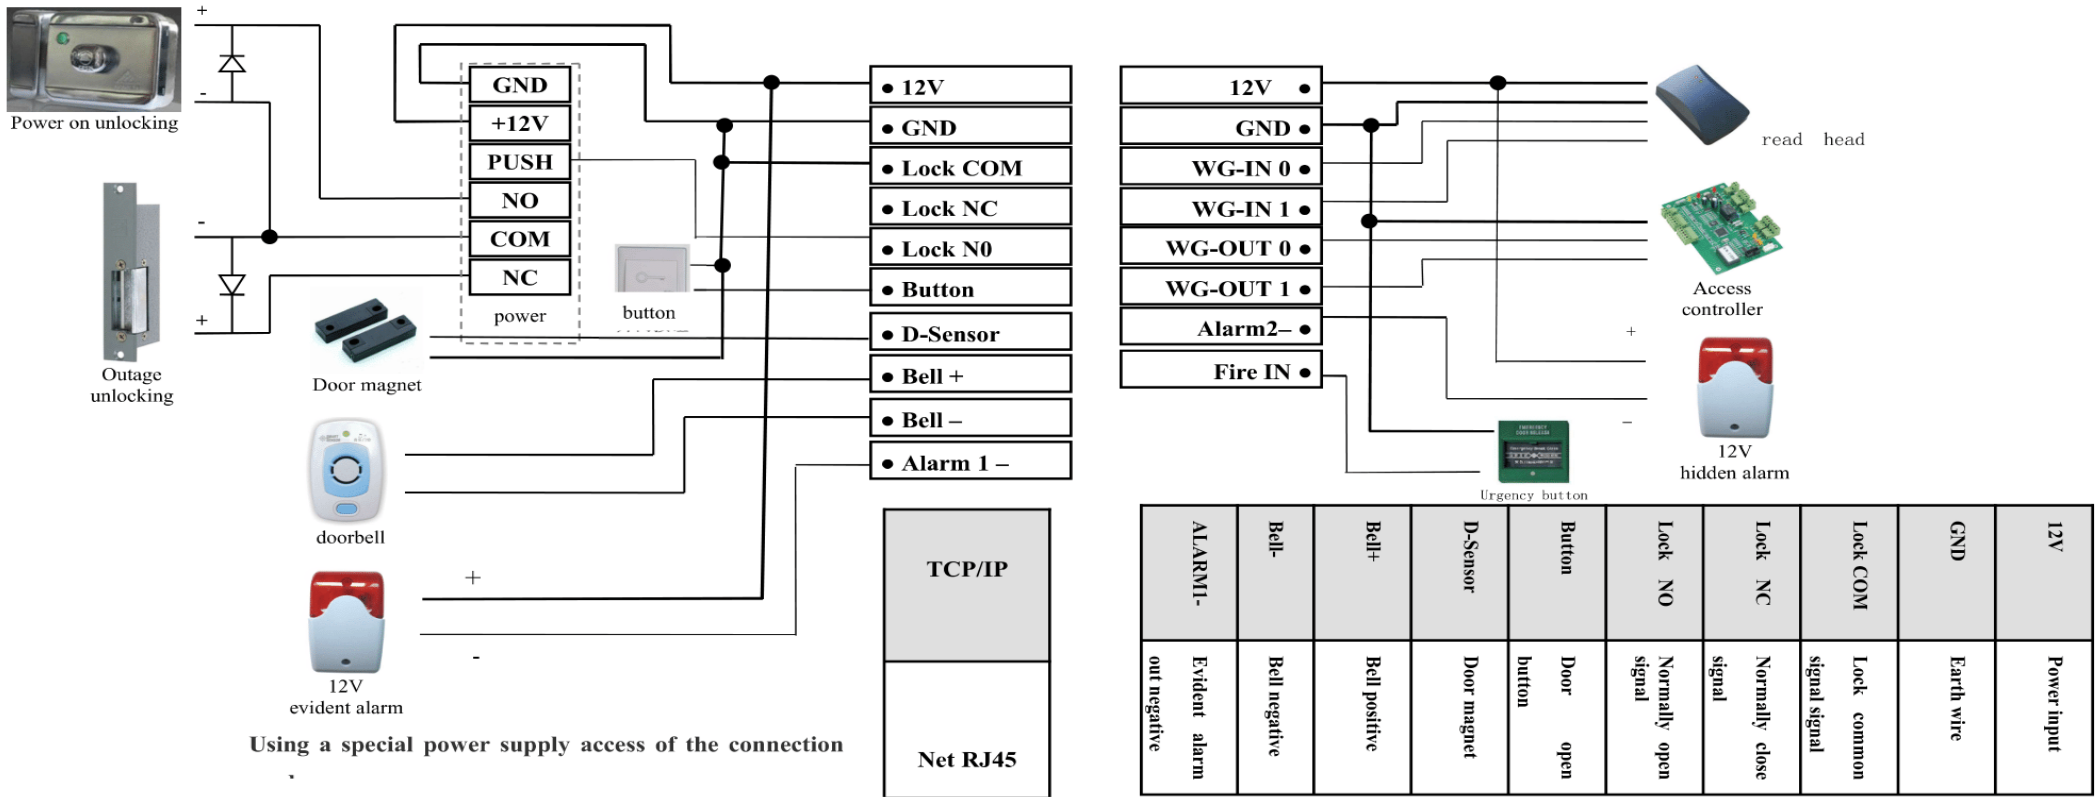 +
-
Power on unlocking
-
+
Outage
unlocking
GND
+12V
PUSH
NO
COM
NC
power
button
Door magnet
doorbell
+
-
12V
evident alarm
Using a special power supply access of the connection
• 12V
• GND
• Lock COM
• Lock NC
• Lock N0
• Button
• D-Sensor
• Bell +
• Bell –
• Alarm 1 –
TCP/IP
Net RJ45
12V •
GND •
WG-IN 0 •
WG-IN 1 •
WG-OUT 0 •
WG-OUT 1 •
Alarm2– •
Fire IN •
read head
Access
controller
+
–
12V
hidden alarm
EMERGENCY
DOOR RELEASE
Urgency button
12V
Power input
GND
Earth wire
Lock COM
Lock common
signal signal
Lock NC
Normally close
signal
Lock NO
Normally open
signal
Button
Door open
button
D-Sensor
Door magnet
Bell+
Bell positive
Bell-
Bell negative
ALARM1-
Evident alarm
out negative